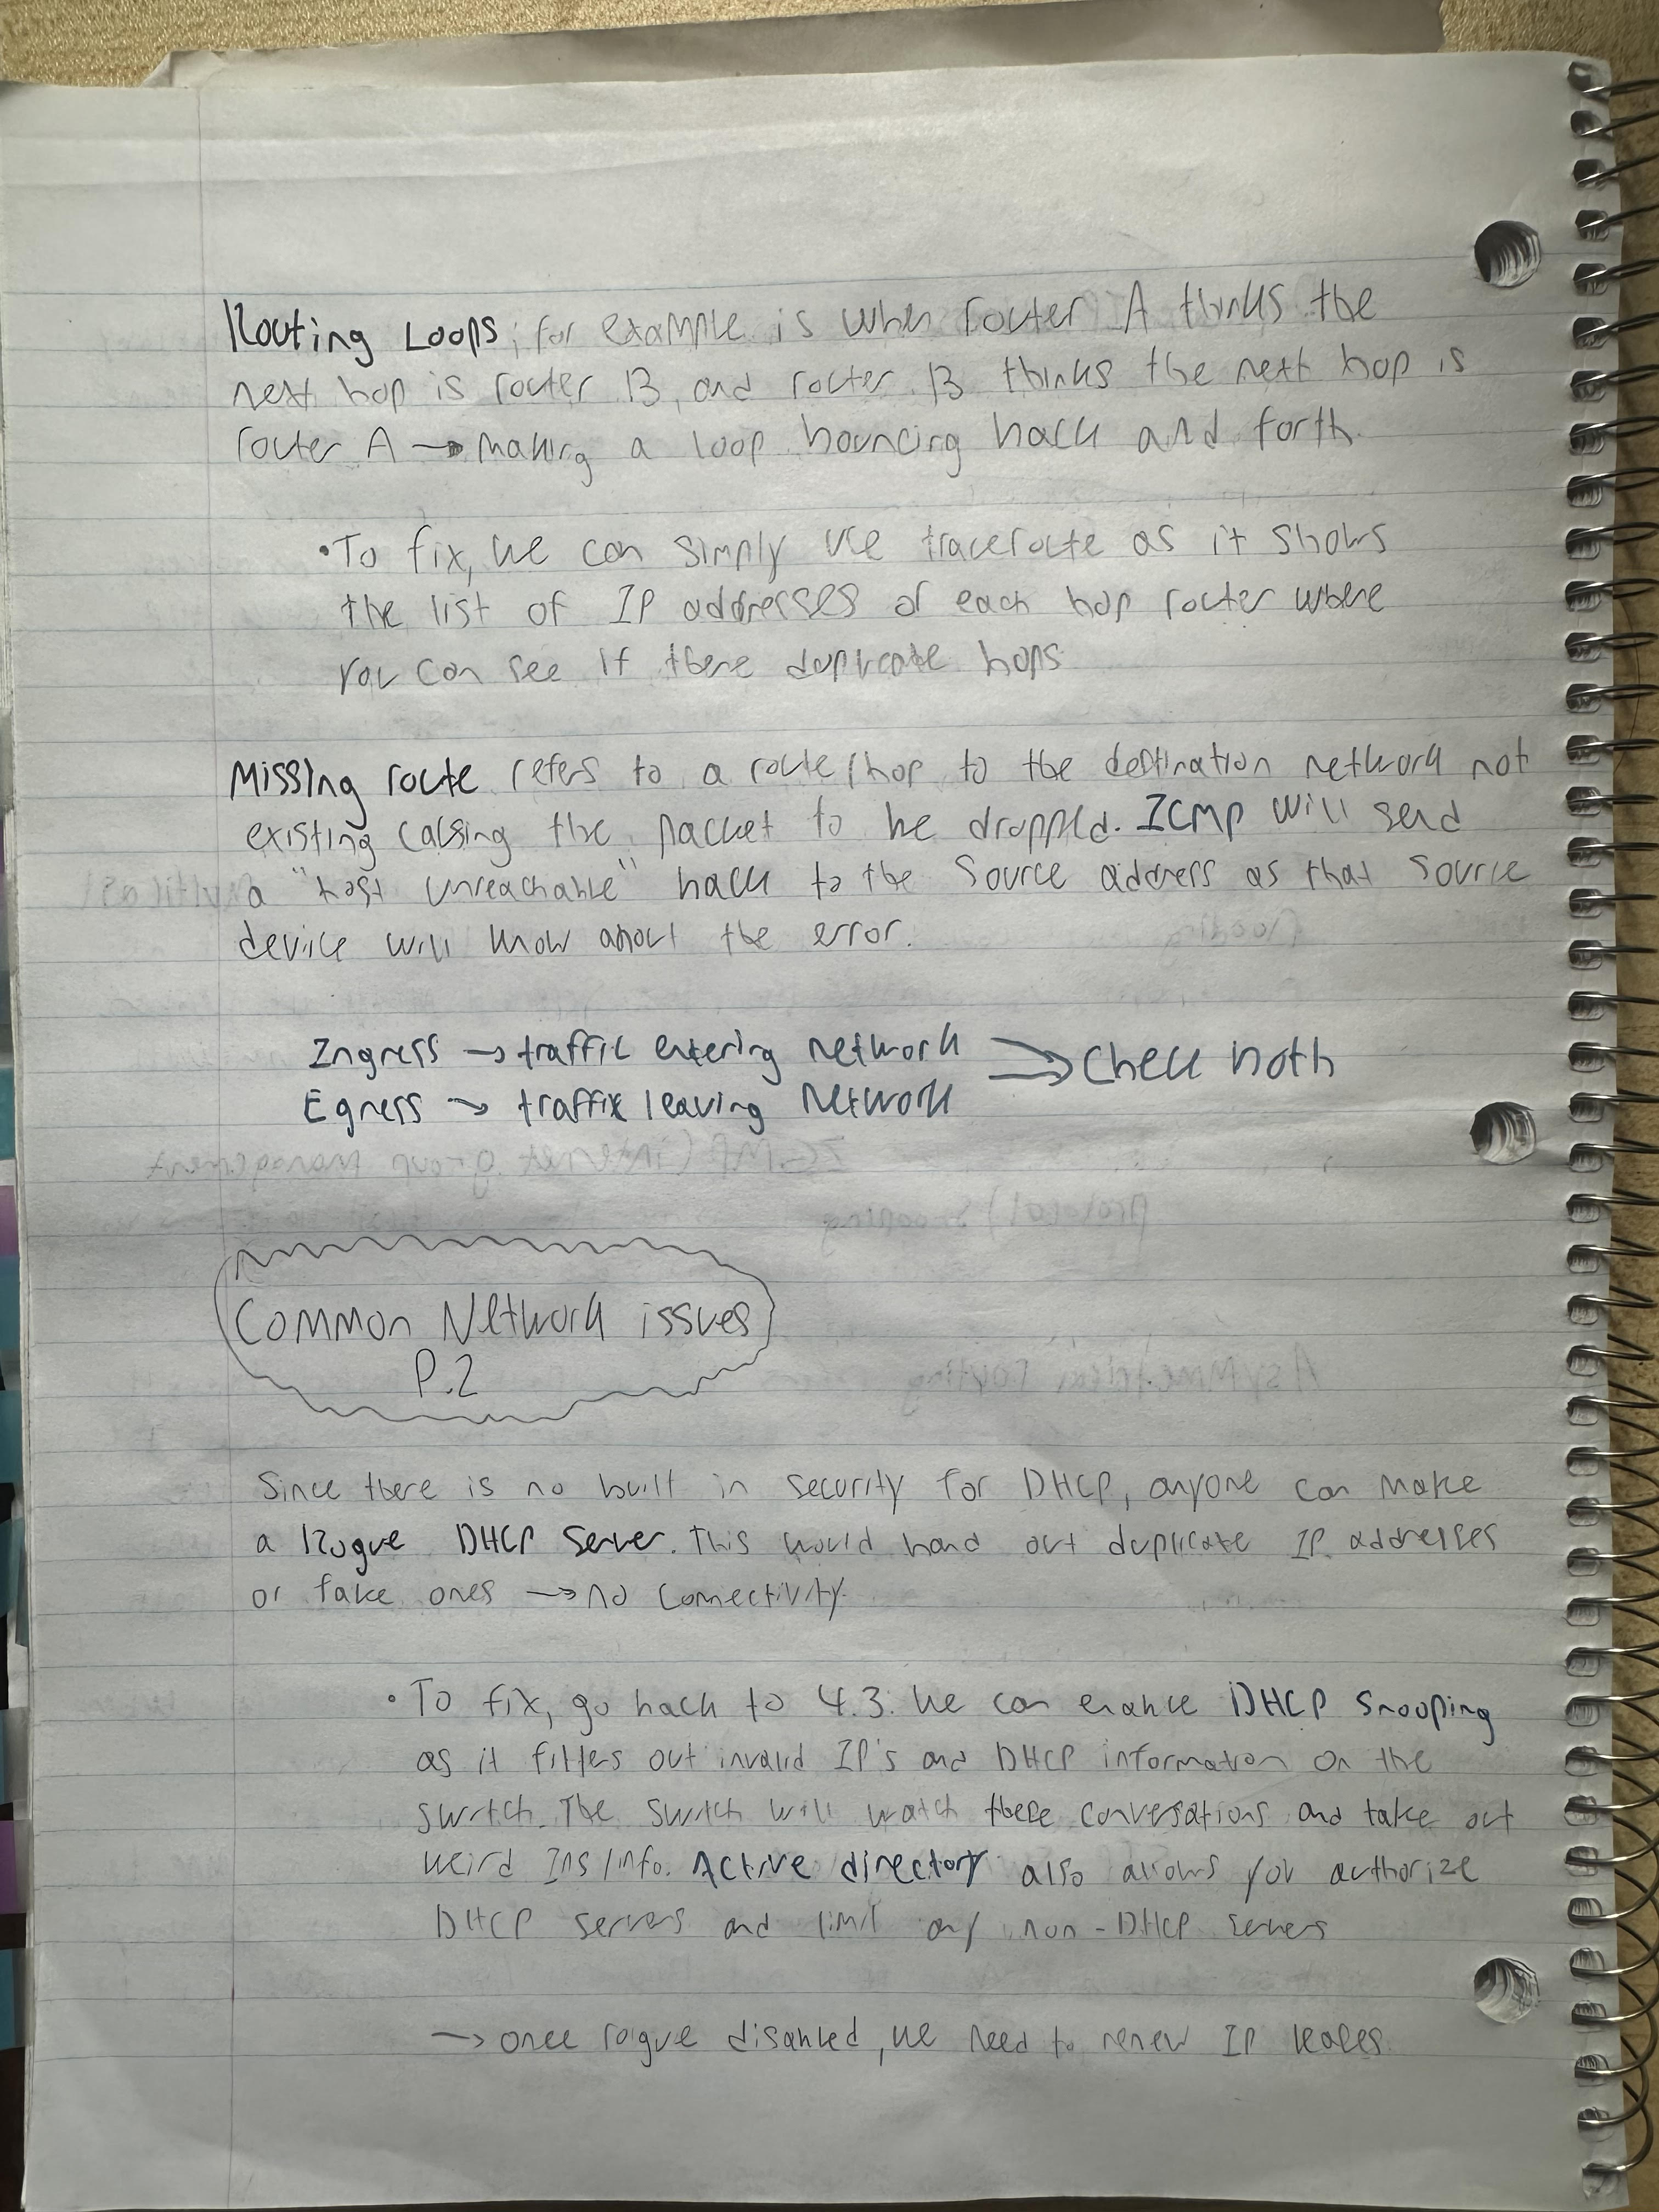 Routing Loops; for example is when router A thinks the
next hop is router B, and router B thinks the next hop is
router A → making a loop bouncing back and forth.
• To fix, we can simply use traceroute as it shows
the list of IP addresses of each hop router where
you can see if there duplicate hops
Missing route refers to a route/hop to the destination network not
existing causing the packet to be dropped. ICMP will send
a "host unreachable" back to the source address as that source
device will know about the error.
Ingress → traffic entering network ⇒ Check both
Egress → traffix leaving Network
Common Network issues
P.2
Since there is no built in security for DHCP, anyone can make
a Rogue DHCP Server. This would hand out duplicate IP addresses
or fake ones → no connectivity.
• To fix, go back to 4.3. We can enable DHCP Snooping
as it filters out invalid IP's and DHCP information on the
switch. The switch will watch these conversations and take out
weird Ins/info. Active directory also allows you authorize
DHCP servers and limit any non-DHCP servers
→ once roigue disabled, we need to renew IP leases